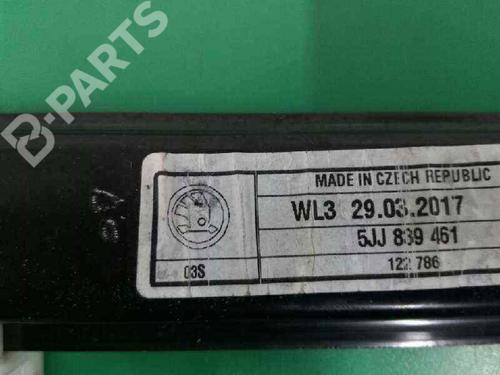 B-PARTS
MADE IN CZECH REPUBLIC
WL3 29.03.2017
5JJ 839 461
03S
122 786